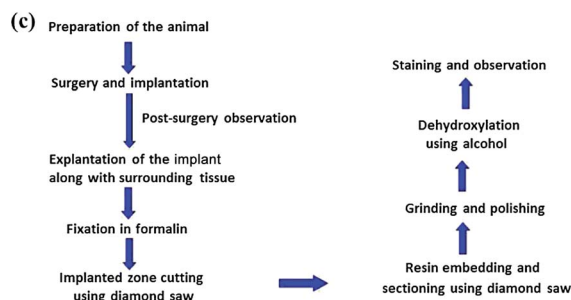 (c)
Preparation of the animal
Surgery and implantation
Post-surgery observation
Explantation of the implant
along with surrounding tissue
Fixation in formalin
Implanted zone cutting
using diamond saw
Resin embedding and
sectioning using diamond saw
Grinding and polishing
Dehydroxylation
using alcohol
Staining and observation